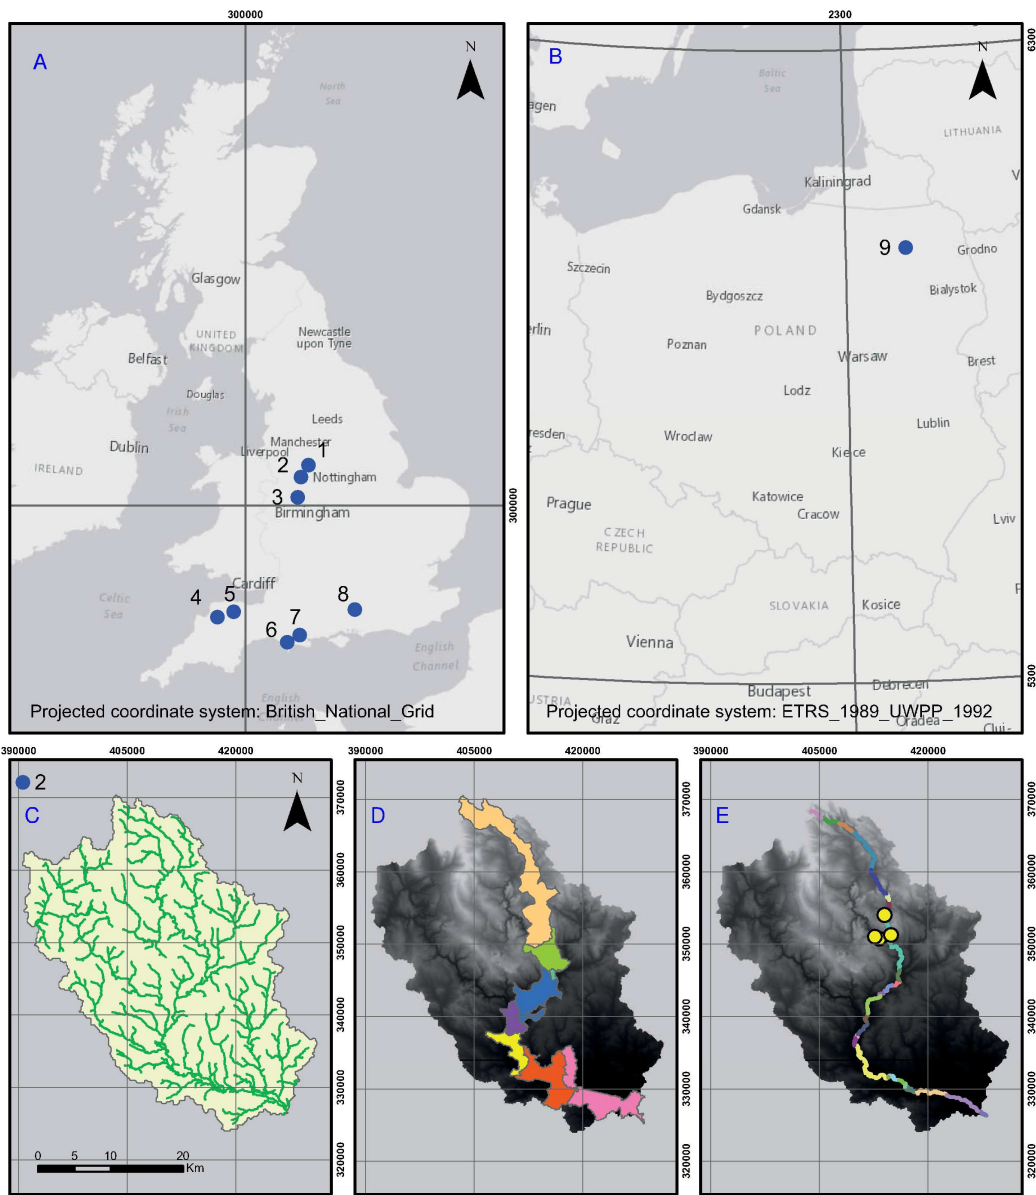 300000
A
N
North
Sea
Glasgow
UNITED
KINGDOM
Newcastle
upon Tyne
Belfast
Douglas
Irish
Sea
Leeds
Manchester
Liverpool
1
Dublin
2
Nottingham
IRELAND
3
Birmingham
300000
Cardiff
Celtic
Sea
4
5
8
7
6
English
Channel
English
Projected coordinate system: British_National_Grid
2300
6300
B
N
Baltic
Sea
agen
LITHUANIA
V
Kaliningrad
Gdansk
9
Grodno
Szczecin
Bialystok
Bydgoszcz
erlin
POLAND
Poznan
Warsaw
Brest
Lodz
Lublin
resden
Wroclaw
Kielce
Katowice
Prague
Cracow
Lviv
CZECH
REPUBLIC
SLOVAKIA
Kosice
Vienna
5300
USTRIA
Budapest
Debrecen
Graz
Oradea
Cluj-
Projected coordinate system: ETRS_1989_UWPP_1992
390000 405000 420000
2
C
N
370000
360000
350000
340000
330000
320000
0 5 10 20
Km
390000 405000 420000
D
370000
360000
350000
340000
330000
320000
390000 405000 420000
E
370000
360000
350000
340000
330000
320000